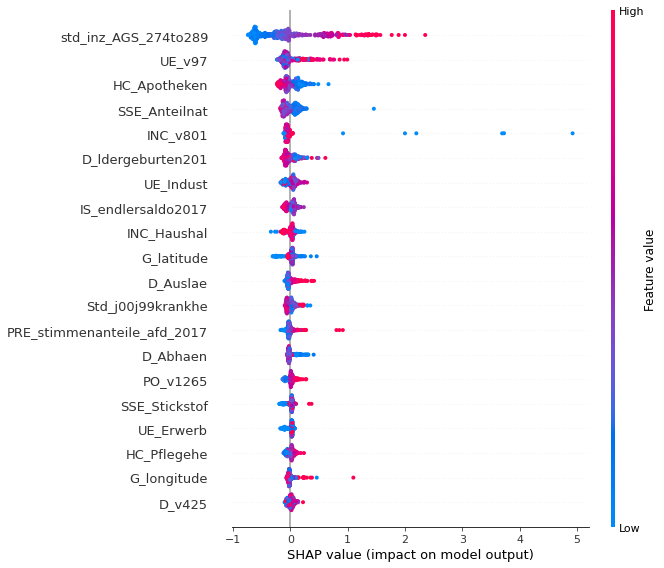 High
std_inz_AGS_274to289
UE_v97
HC_Apotheken
SSE_Anteilnat
INC_v801
D_ldergeburten201
UE_Indust
IS_endlersaldo2017
INC_Haushal
G_latitude
D_Auslae
Std_j00j99krankhe
PRE_stimmenanteile_afd_2017
D_Abhaen
PO_v1265
SSE_Stickstof
UE_Erwerb
HC_Pflegehe
G_longitude
D_v425
Feature value
Low
−1 0 1 2 3 4 5
SHAP value (impact on model output)